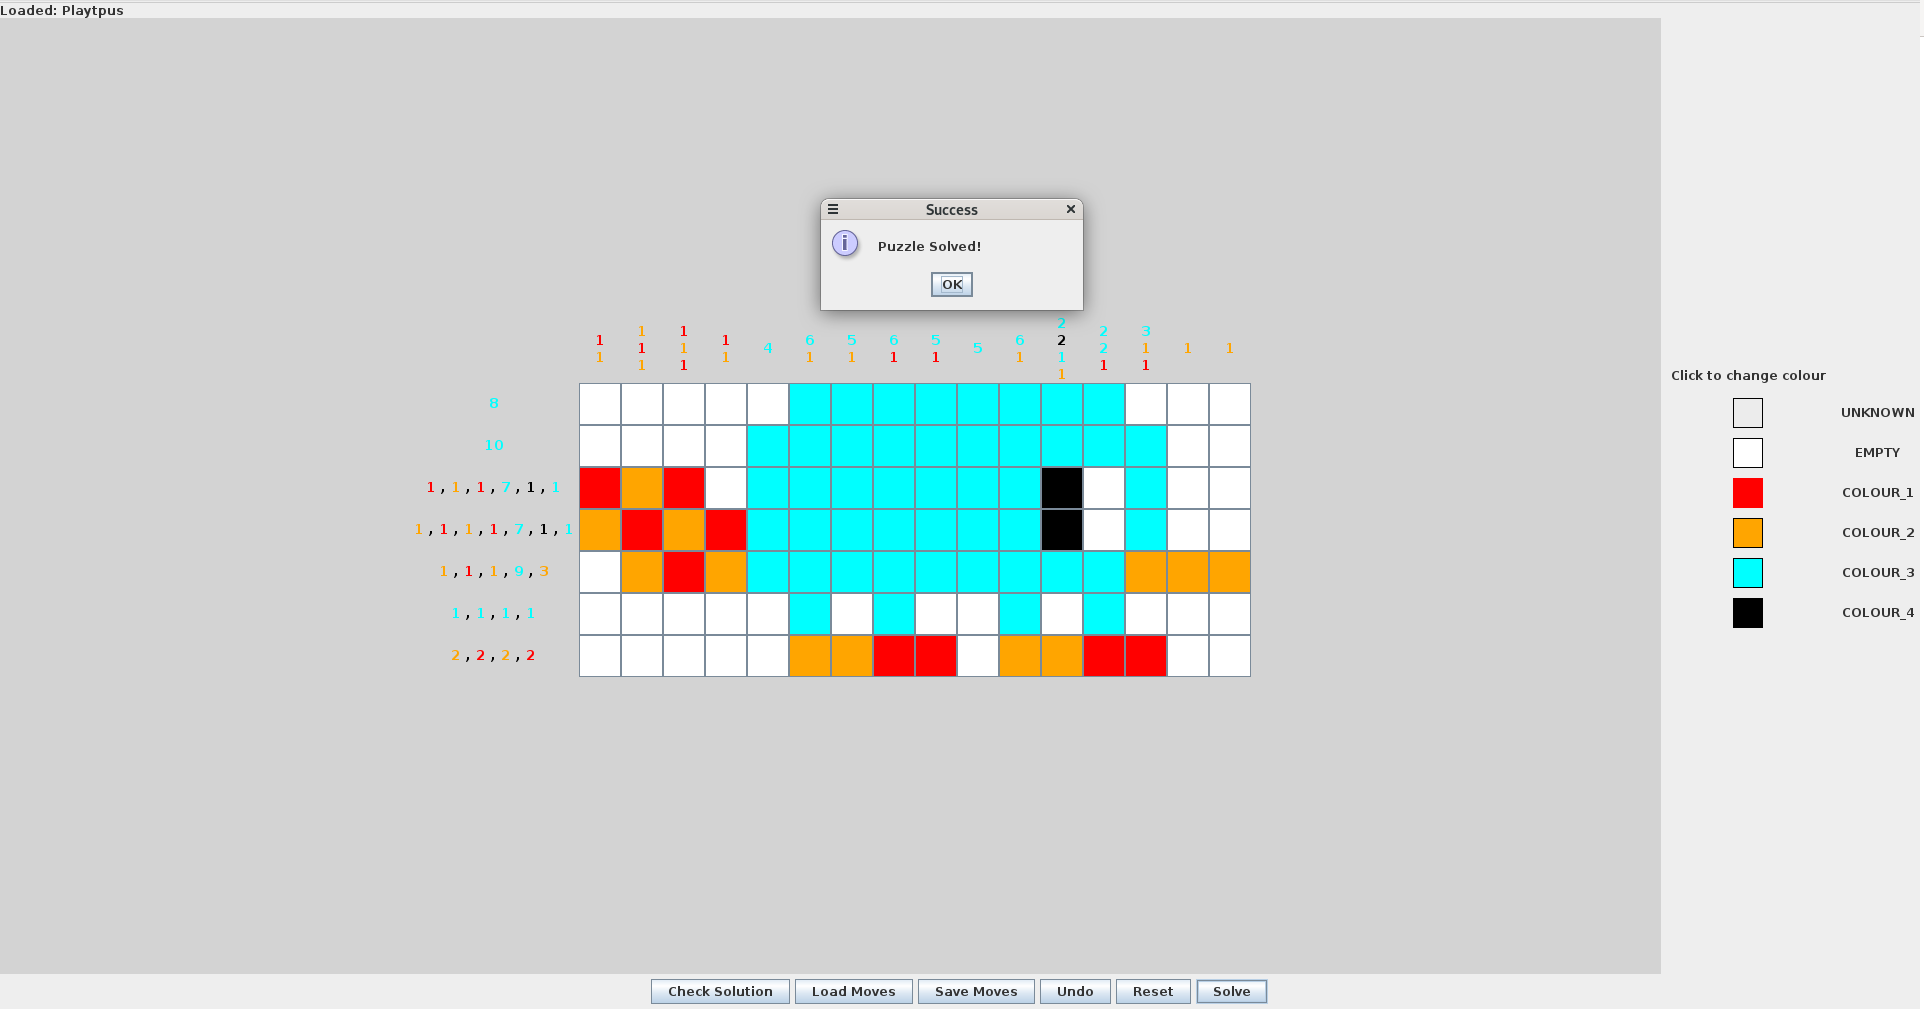 Loaded: Playtpus
Success
Puzzle Solved!
OK
2
1 1 2 2 3
1 1 1 1 6 5 6 5 6 2 2 1 1 1
1 1 1 1 4 1 1 1 1 5 1 1 1 1
1 1 1
8
10
1,1,1,7,1,1
1,1,1,1,7,1,1
1,1,1,9,3
1,1,1,1
2,2,2,2
Click to change colour
UNKNOWN
EMPTY
COLOUR_1
COLOUR_2
COLOUR_3
COLOUR_4
Check Solution Load Moves Save Moves Undo Reset Solve